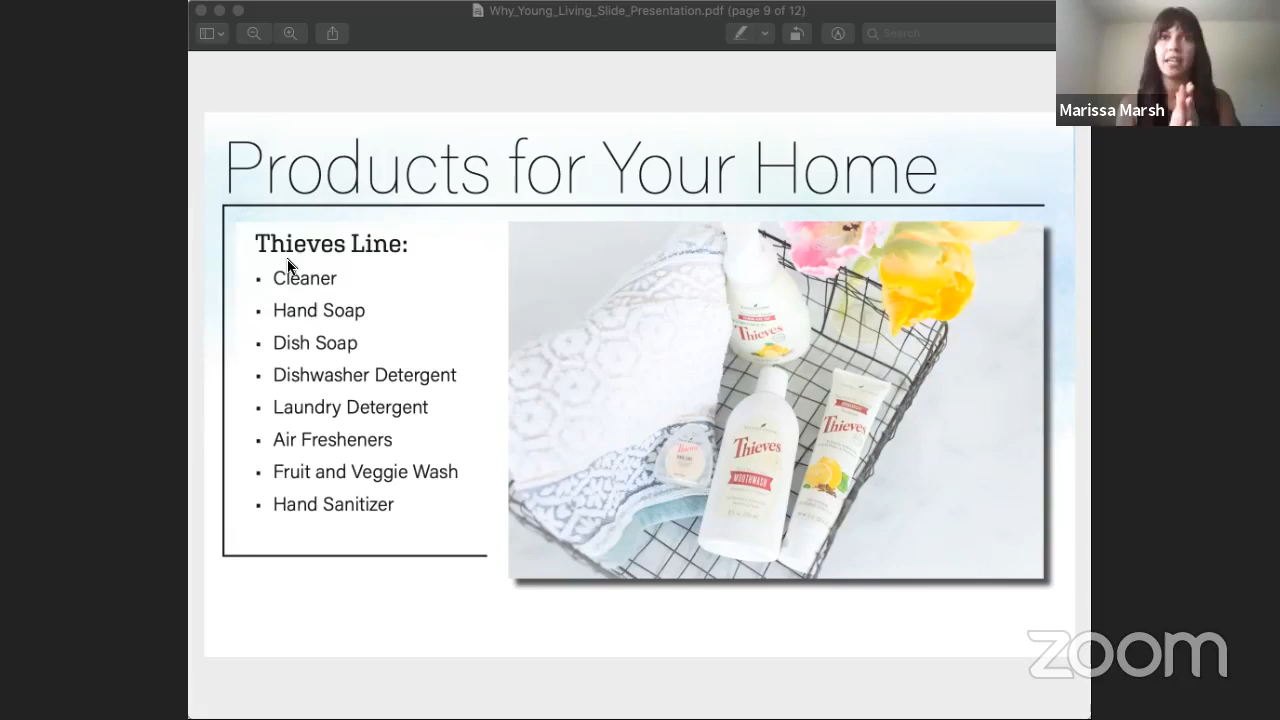 Why_Young_Living_Slide_Presentation.pdf (page 9 of 12)
Search
Marissa Marsh
Products for Your Home
Thieves Line:
Cleaner
Hand Soap
Dish Soap
Dishwasher Detergent
Laundry Detergent
Air Fresheners
Fruit and Veggie Wash
Hand Sanitizer
Thieves
Thieves
Thieves
MOUTHWASH
zoom